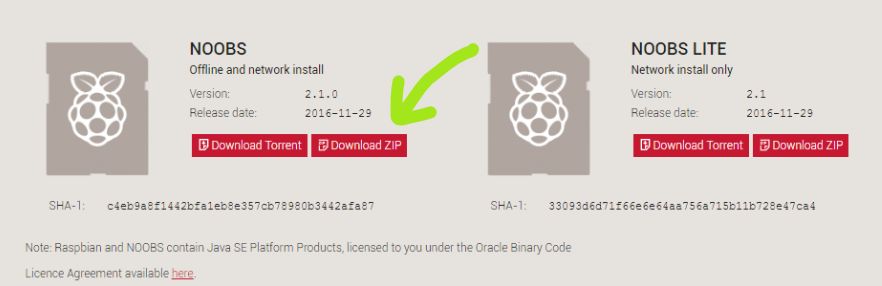 NOOBS
Offline and network install
Version: 2.1.0
Release date: 2016-11-29
Download Torrent Download ZIP
SHA-1: c4eb9a8f1442bfa1eb8e357cb78980b3442afa87
NOOBS LITE
Network install only
Version: 2.1
Release date: 2016-11-29
Download Torrent Download ZIP
SHA-1: 33093d6d71f66e6e64aa756a715b11b728e47ca4
Note: Raspbian and NOOBS contain Java SE Platform Products, licensed to you under the Oracle Binary Code
Licence Agreement available here.